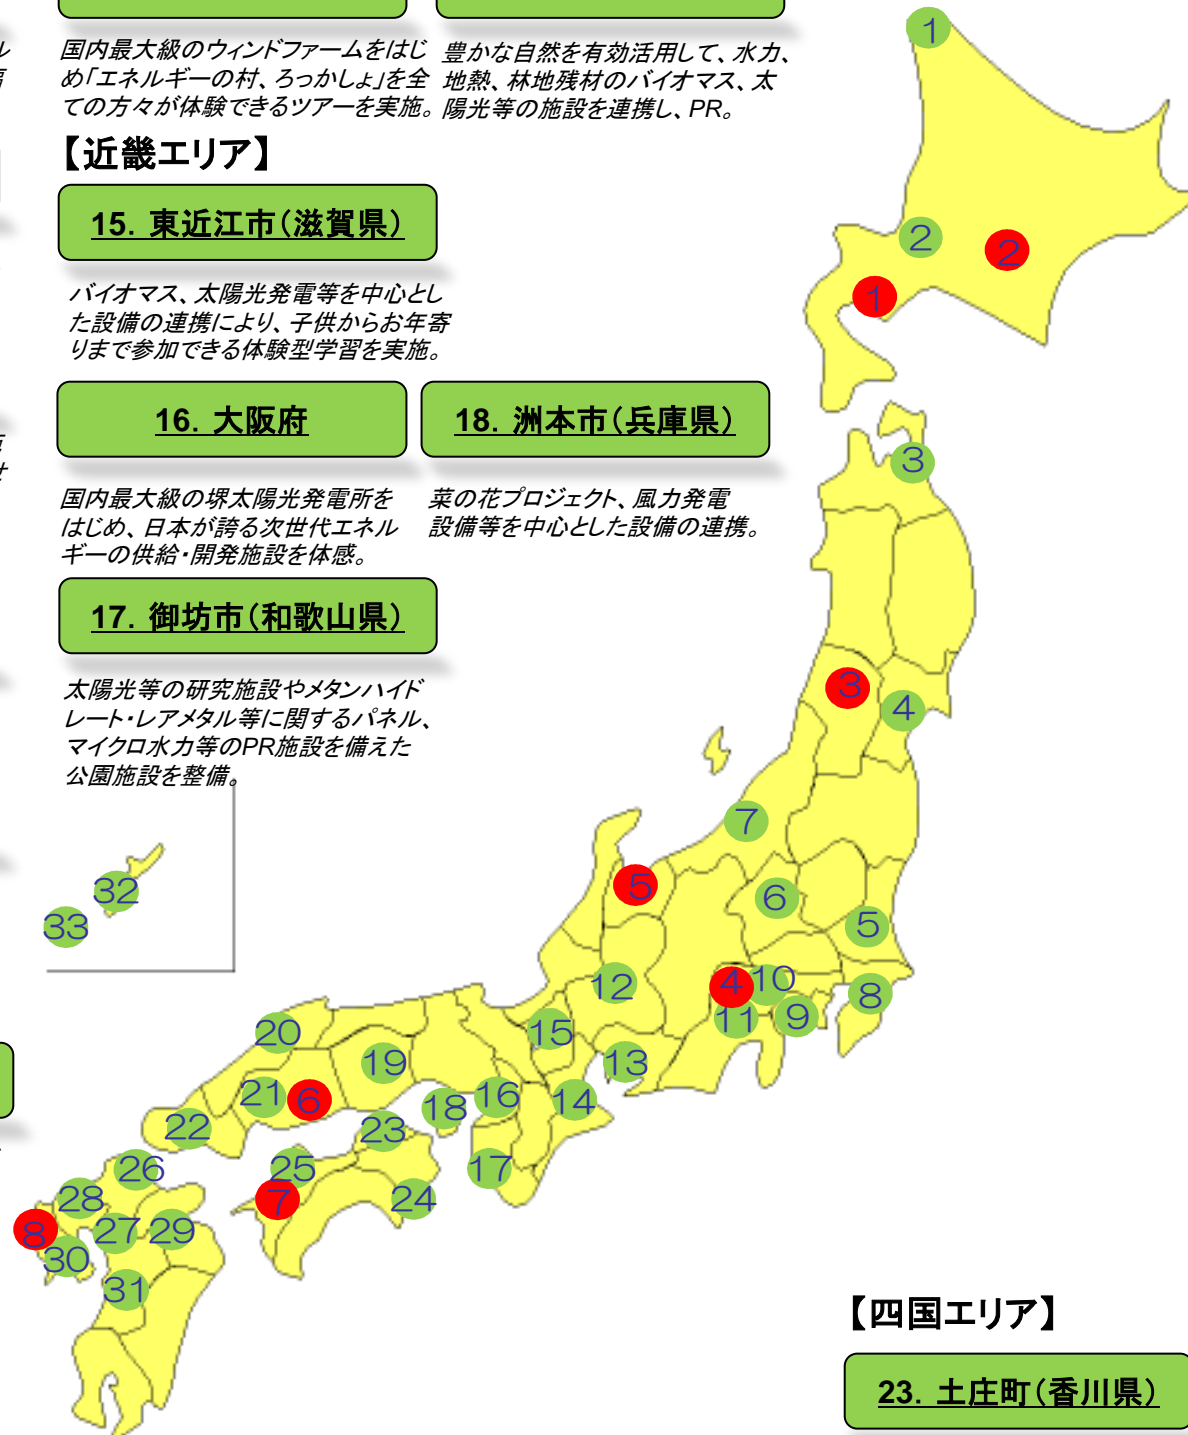 国内最大級のウィンドファームをはじ
め「エネルギーの村、ろっかしょ」を全
ての方々が体験できるツアーを実施。
豊かな自然を有効活用して、水力、
地熱、林地残材のバイオマス、太
陽光等の施設を連携し、PR。
【近畿エリア】
15. 東近江市(滋賀県)
バイオマス、太陽光発電等を中心とし
た設備の連携により、子供からお年寄
りまで参加できる体験型学習を実施。
16. 大阪府
国内最大級の堺太陽光発電所を
はじめ、日本が誇る次世代エネル
ギーの供給・開発施設を体感。
18. 洲本市(兵庫県)
菜の花プロジェクト、風力発電
設備等を中心とした設備の連携。
17. 御坊市(和歌山県)
太陽光等の研究施設やメタンハイド
レート・レアメタル等に関するパネル、
マイクロ水力等のPR施設を備えた
公園施設を整備。
1
2
2
1
3
3
4
7
5
6
5
32
33
12
4
10
8
11
9
20
15
19
13
21
6
18
16
14
22
23
26
25
17
28
7
24
8
27
29
30
31
【四国エリア】
23. 土庄町(香川県)